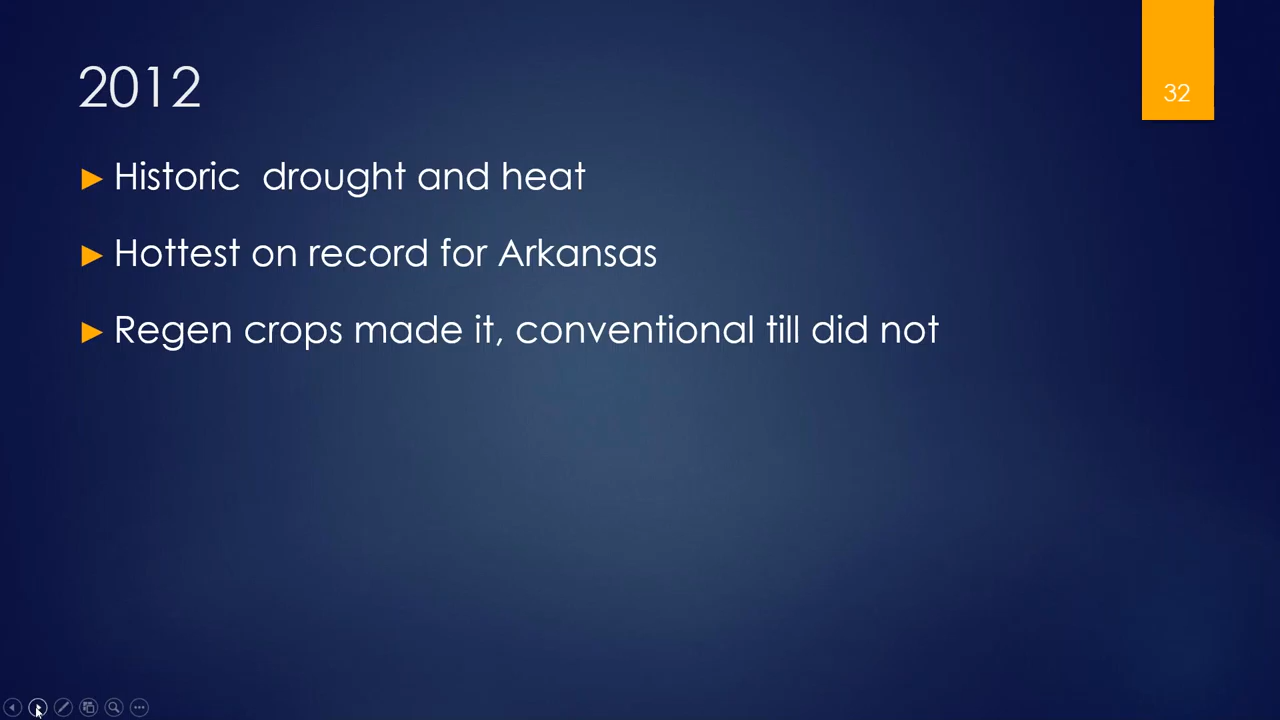 2012
32
Historic  drought and heat
Hottest on record for Arkansas
Regen crops made it, conventional till did not